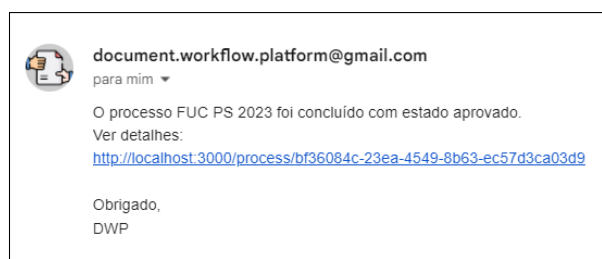 document.workflow.platform@gmail.com
para mim
O processo FUC PS 2023 foi concluído com estado aprovado.
Ver detalhes:
http://localhost:3000/process/bf36084c-23ea-4549-8b63-ec57d3ca03d9
Obrigado,
DWP